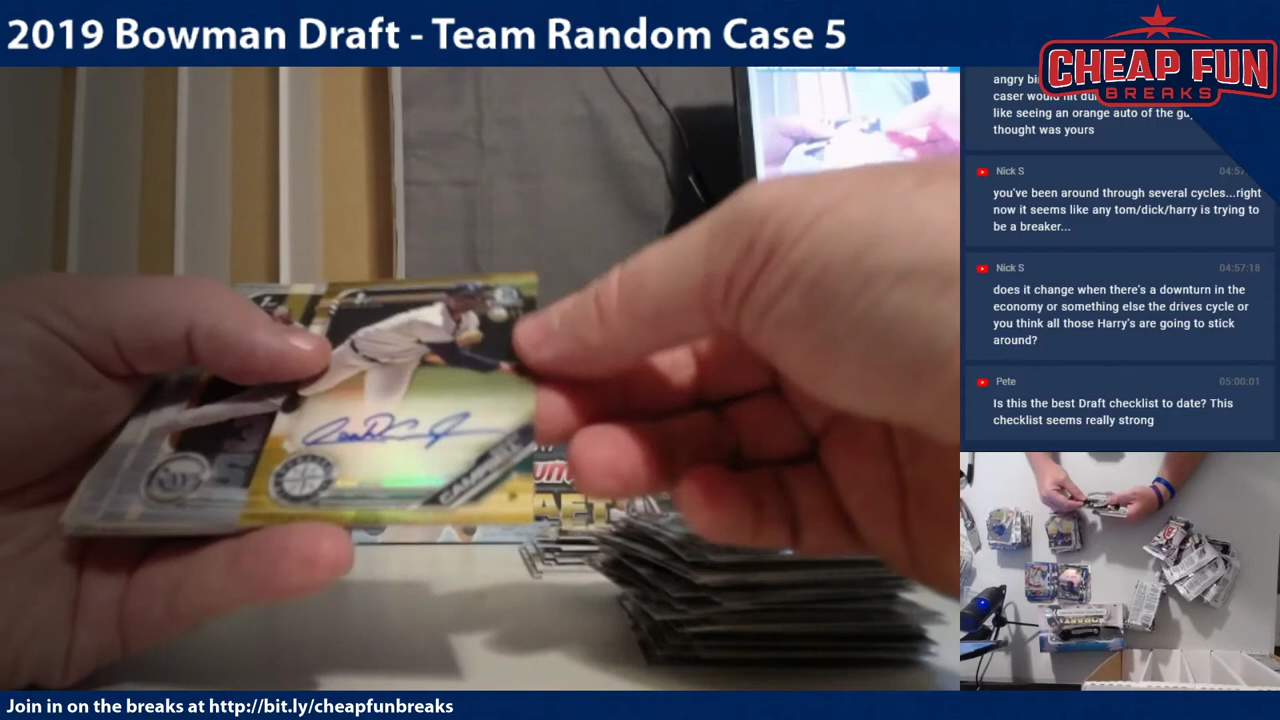 2019 Bowman Draft - Team Random Case 5
CHEAP FUN
BREAKS
angry
caser would hit
like seeing an orange auto of the
thought was yours
Nick S
you've been around through several cycles...right
now it seems like any tom/dick/harry is trying to
be a breaker...
Nick S 04:57:18
does it change when there's a downturn in the
economy or something else the drives cycle or
you think all those Harry's are going to stick
around?
Pete 05:00:01
Is this the best Draft checklist to date? This
checklist seems really strong
CAMPBELL
Join in on the breaks at http://bit.ly/cheapfunbreaks